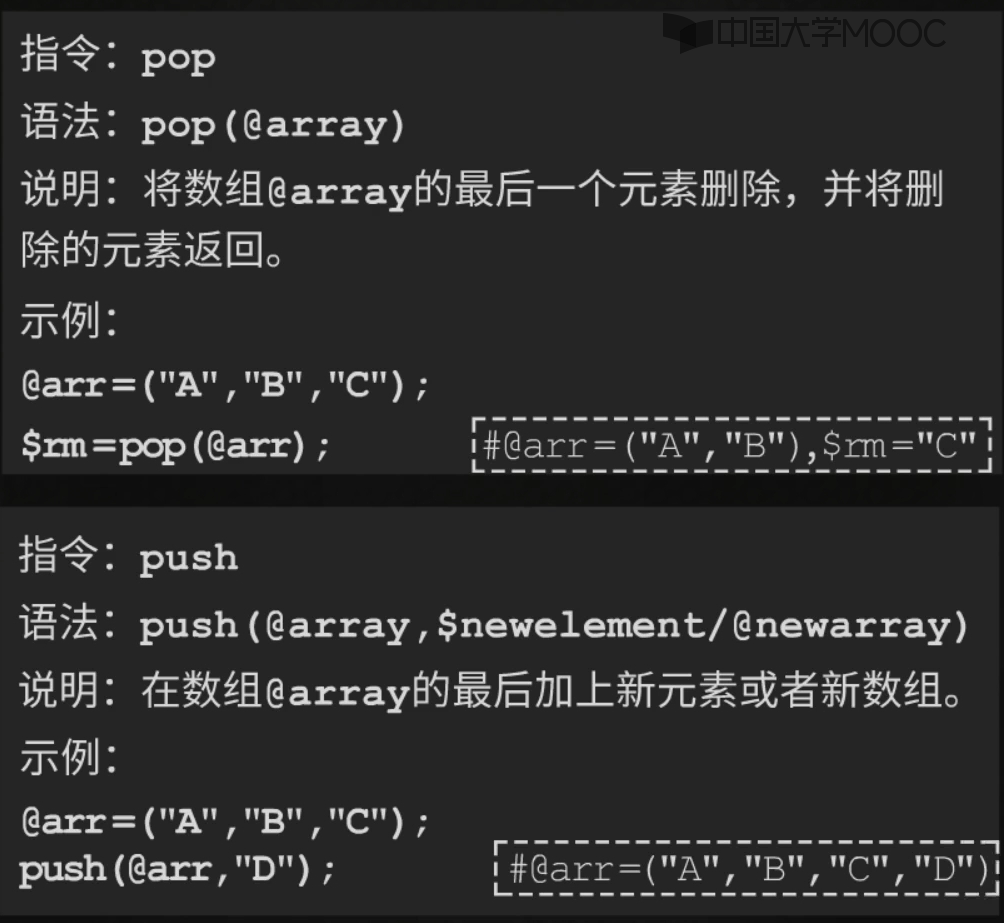 中国大学MOOC
指令：pop
语法：pop(@array)
说明：将数组@array的最后一个元素删除，并将删
除的元素返回。
示例：
@arr=("A","B","C");
$rm=pop(@arr); #@arr=("A","B"),$rm="C"
指令：push
语法：push(@array,$newelement/@newarray)
说明：在数组@array的最后加上新元素或者新数组。
示例：
@arr=("A","B","C");
push(@arr,"D"); #@arr=("A","B","C","D")